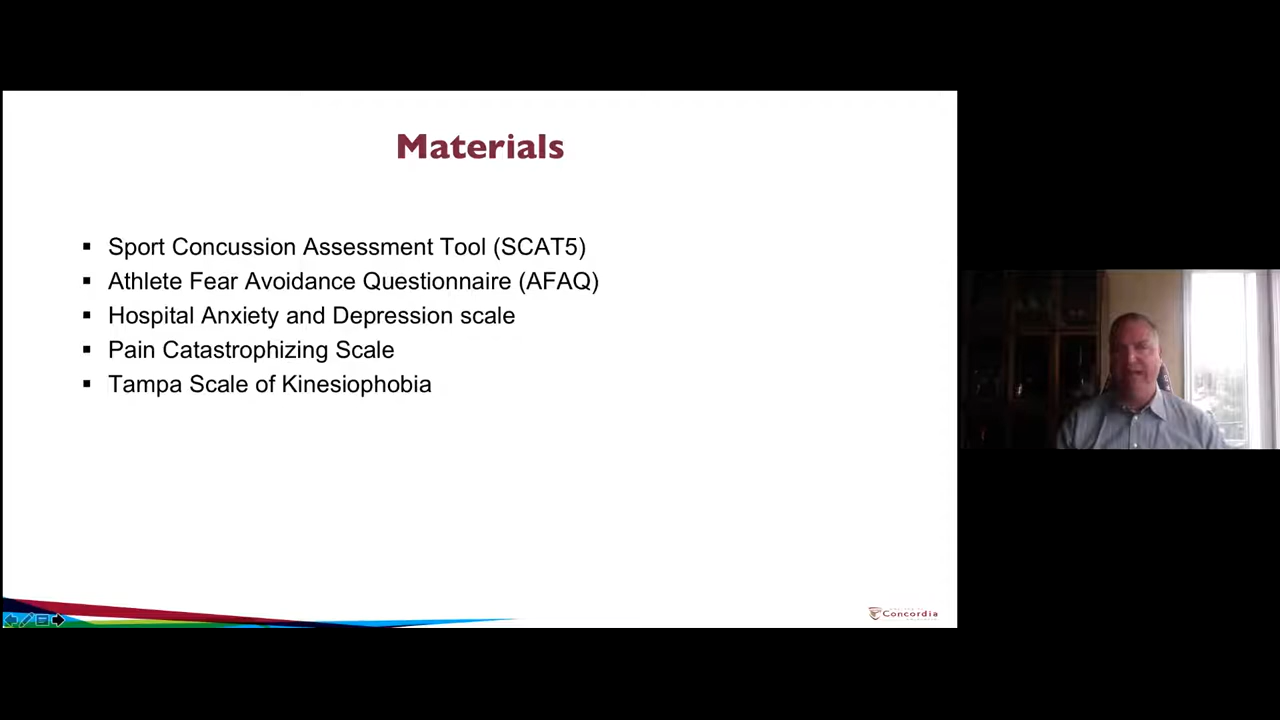 Materials
▪ Sport Concussion Assessment Tool (SCAT5)
▪ Athlete Fear Avoidance Questionnaire (AFAQ)
▪ Hospital Anxiety and Depression scale
▪ Pain Catastrophizing Scale
▪ Tampa Scale of Kinesiophobia
Concordia